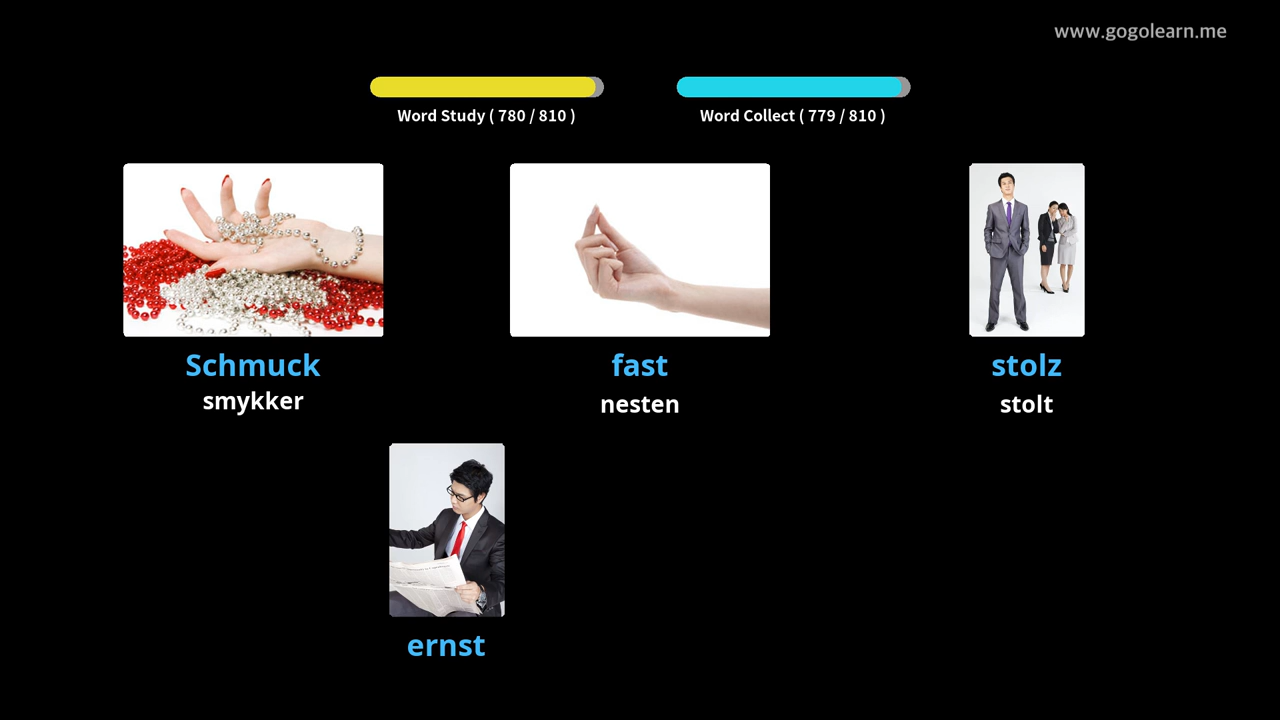 www.gogolearn.me
Word Study ( 780 / 810 )
Word Collect ( 779 / 810 )
Schmuck
smykker
fast
nesten
stolz
stolt
ernst